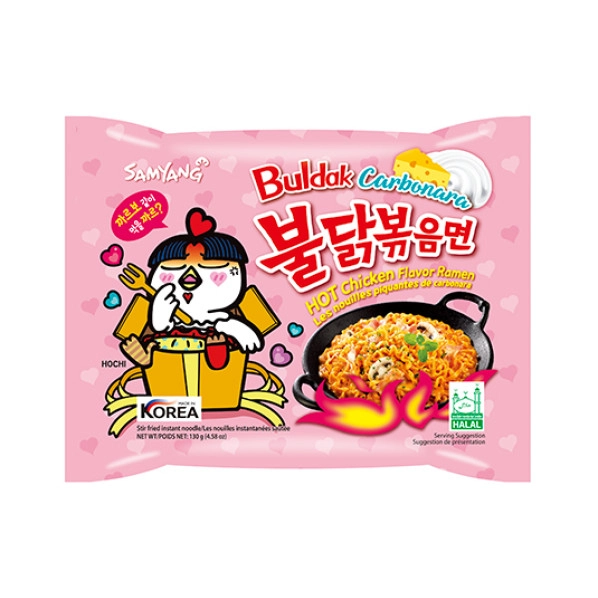 SAMYANG
까르보 같이
먹을 까르?
Buldak Carbonara
불닭볶음면
HOT Chicken Flavor Ramen
Les nouilles piquantes de carbonara
HOCHI
MADE IN
KOREA
Stir fried instant noodle/Les nouilles instantanées sautée
NET WT/POIDS NET: 130 g (4.58 oz)
HALAL
Serving Suggestion
Suggestion de présentation